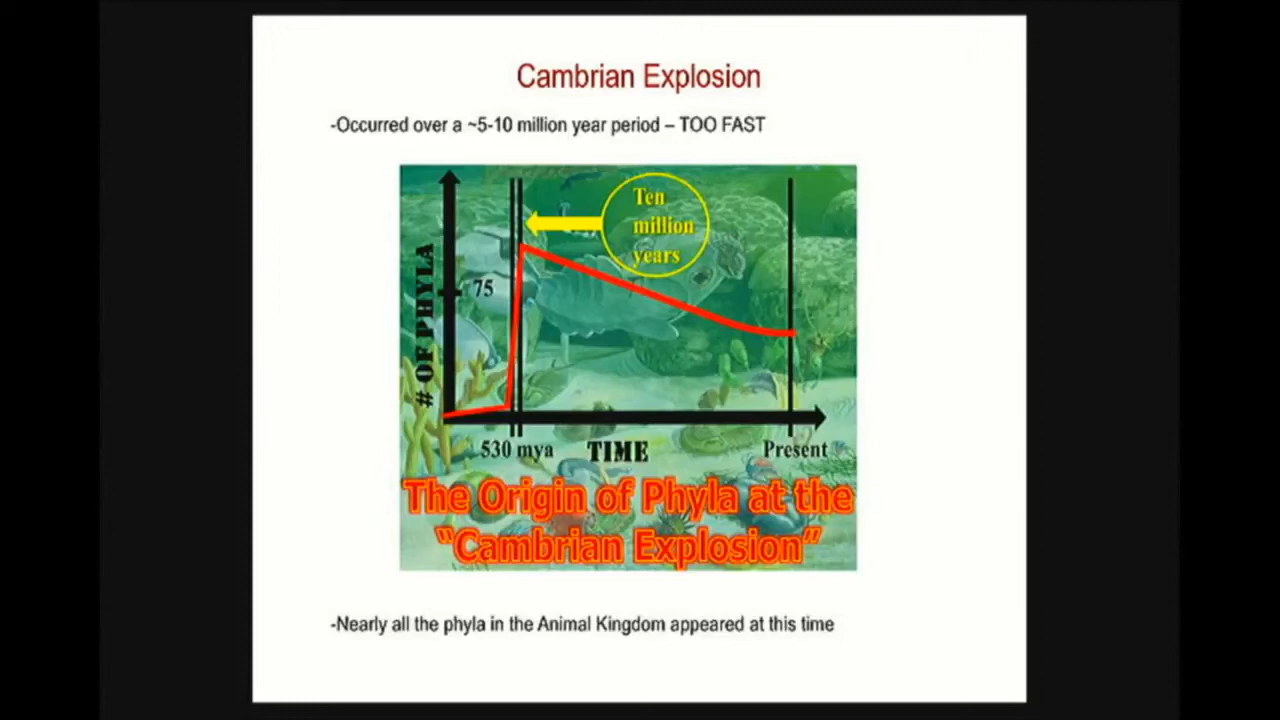 Cambrian Explosion
-Occurred over a ~5-10 million year period – TOO FAST
Ten
million
years
# OF PHYLA
75
530 mya
TIME
Present
The Origin of Phyla at the
“Cambrian Explosion”
-Nearly all the phyla in the Animal Kingdom appeared at this time